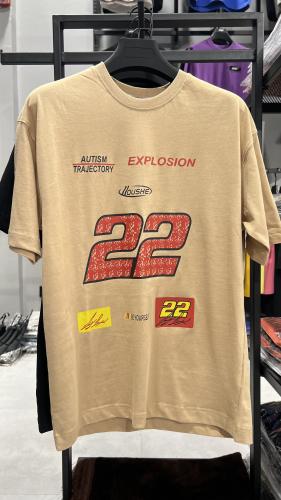 AUTISM
TRAJECTORY
EXPLOSION
22
22